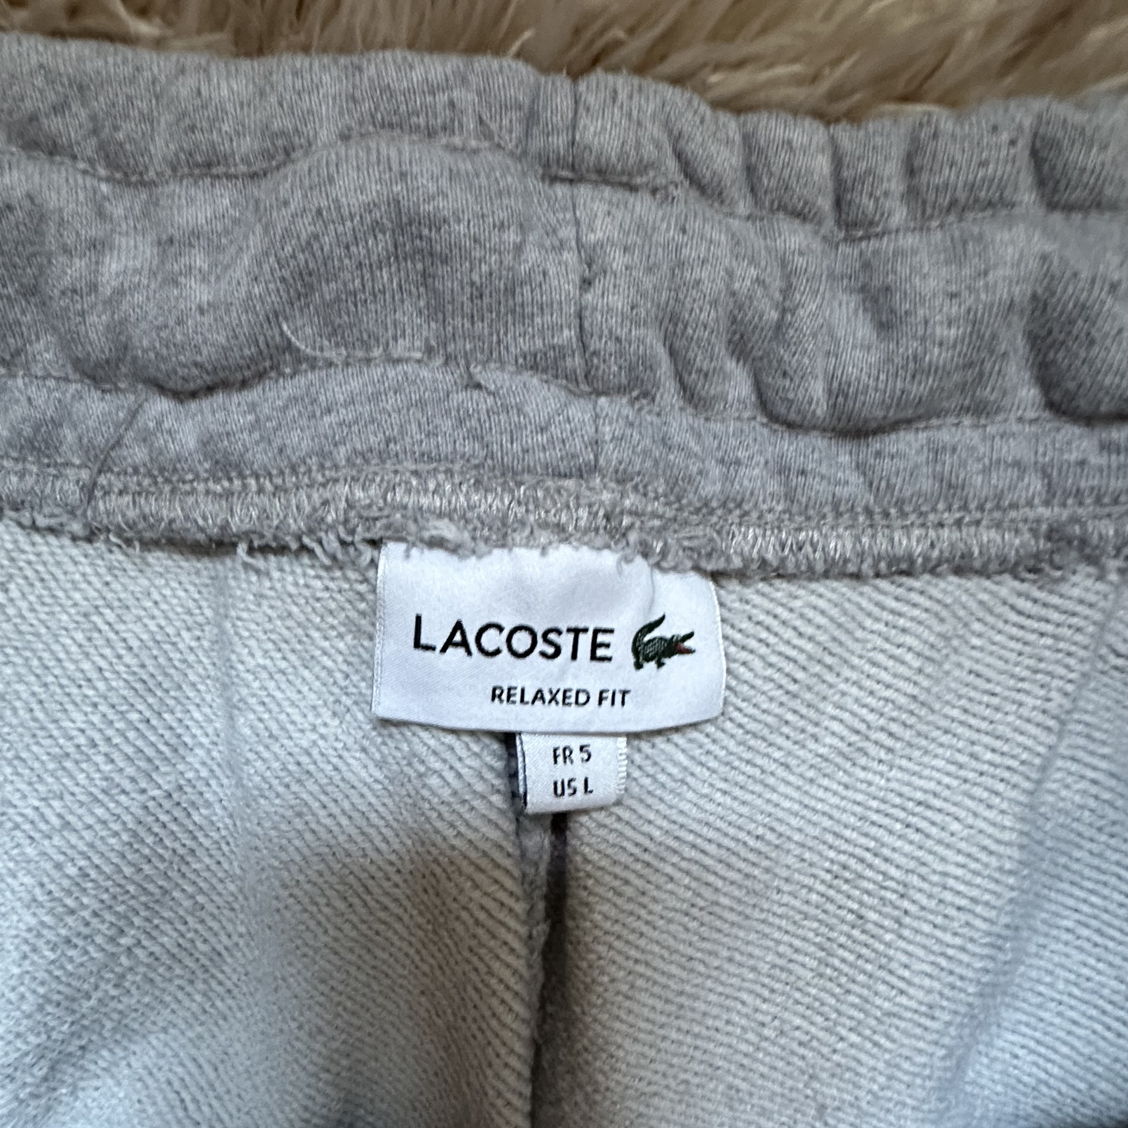 LACOSTE
RELAXED FIT
FR 5
US L